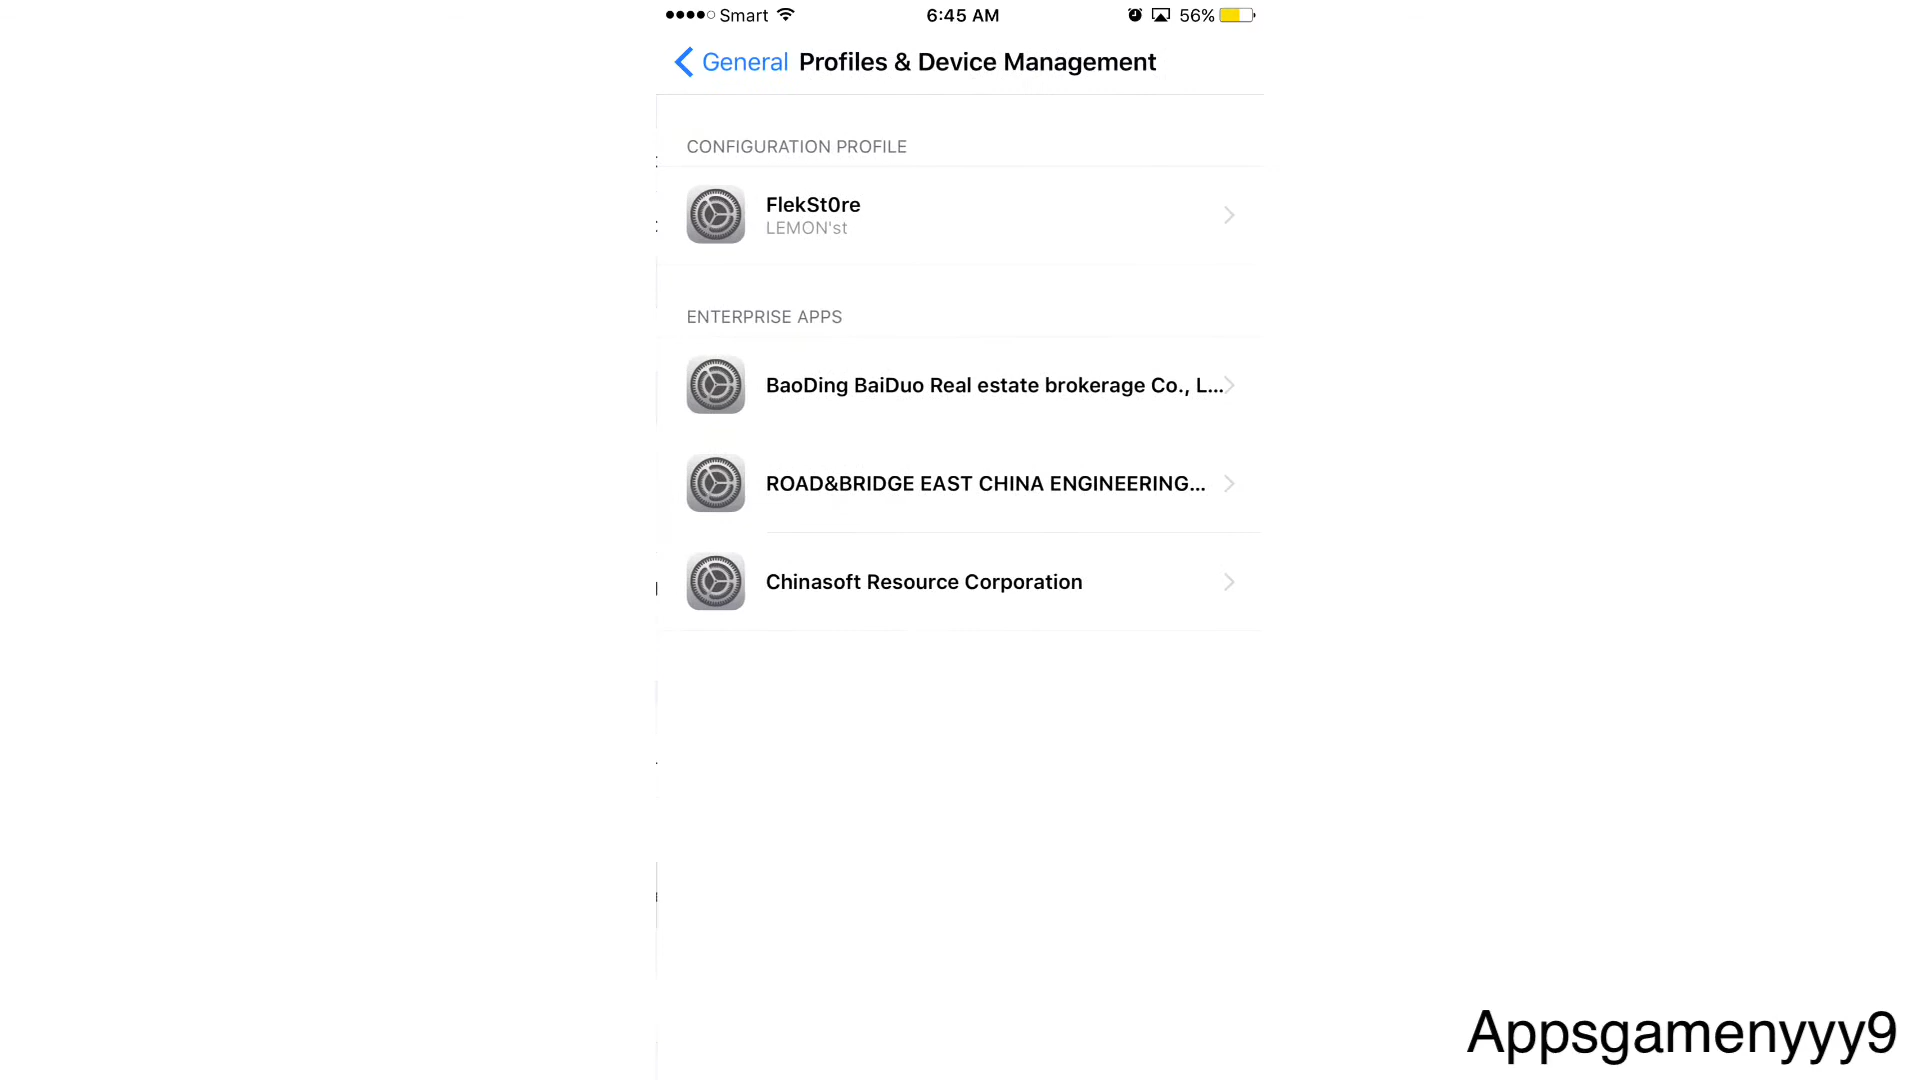 Smart 6:45 AM 56%
General Profiles & Device Management
CONFIGURATION PROFILE
FlekSt0re
LEMON'st
ENTERPRISE APPS
BaoDing BaiDuo Real estate brokerage Co., L...
ROAD&BRIDGE EAST CHINA ENGINEERING...
Chinasoft Resource Corporation
Appsgamenyyy9